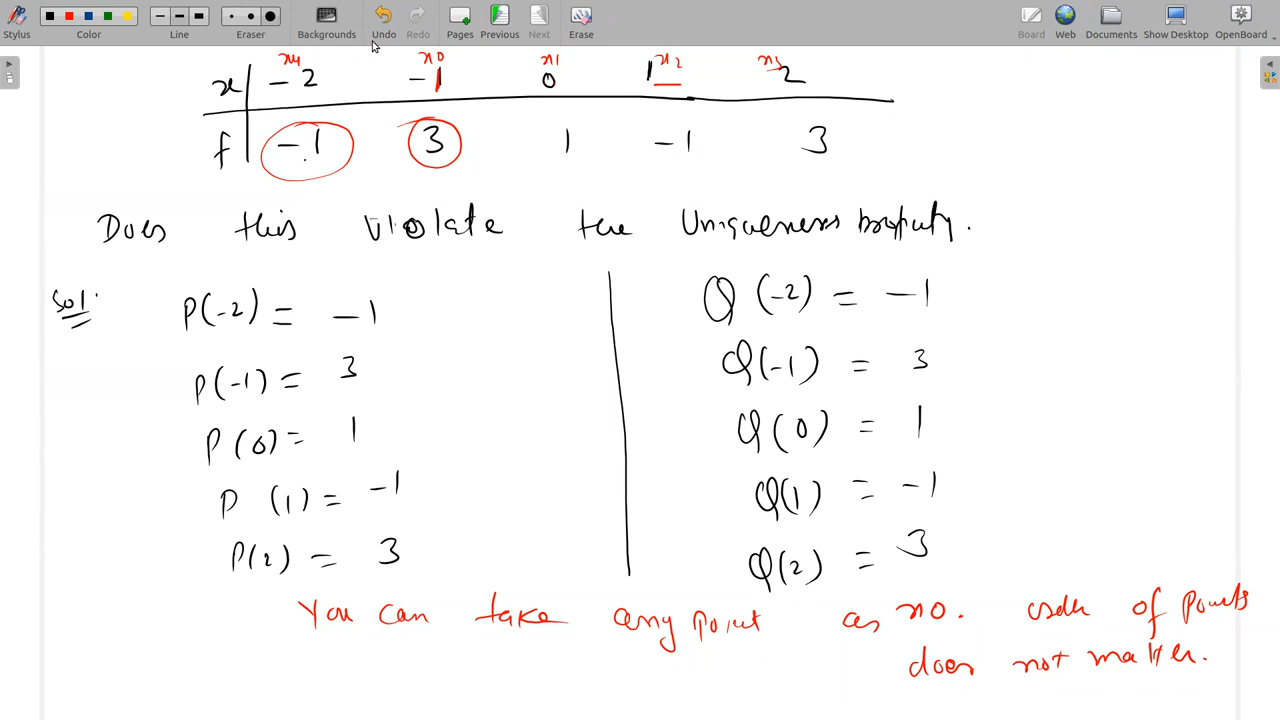 Stylus Color Line Eraser Backgrounds Undo Redo Pages Previous Next Erase Board Web Documents Show Desktop OpenBoard
x4 x0 x1 x2 x3
x -2 -1 0 1 2
f -1 3 1 -1 3
Does this violate the Uniqueness property.
Sol.
P(-2) = -1 Q(-2) = -1
P(-1) = 3 Q(-1) = 3
P(0) = 1 Q(0) = 1
P(1) = -1 Q(1) = -1
P(2) = 3 Q(2) = 3
You can take any point as x0. order of points
does not matter.